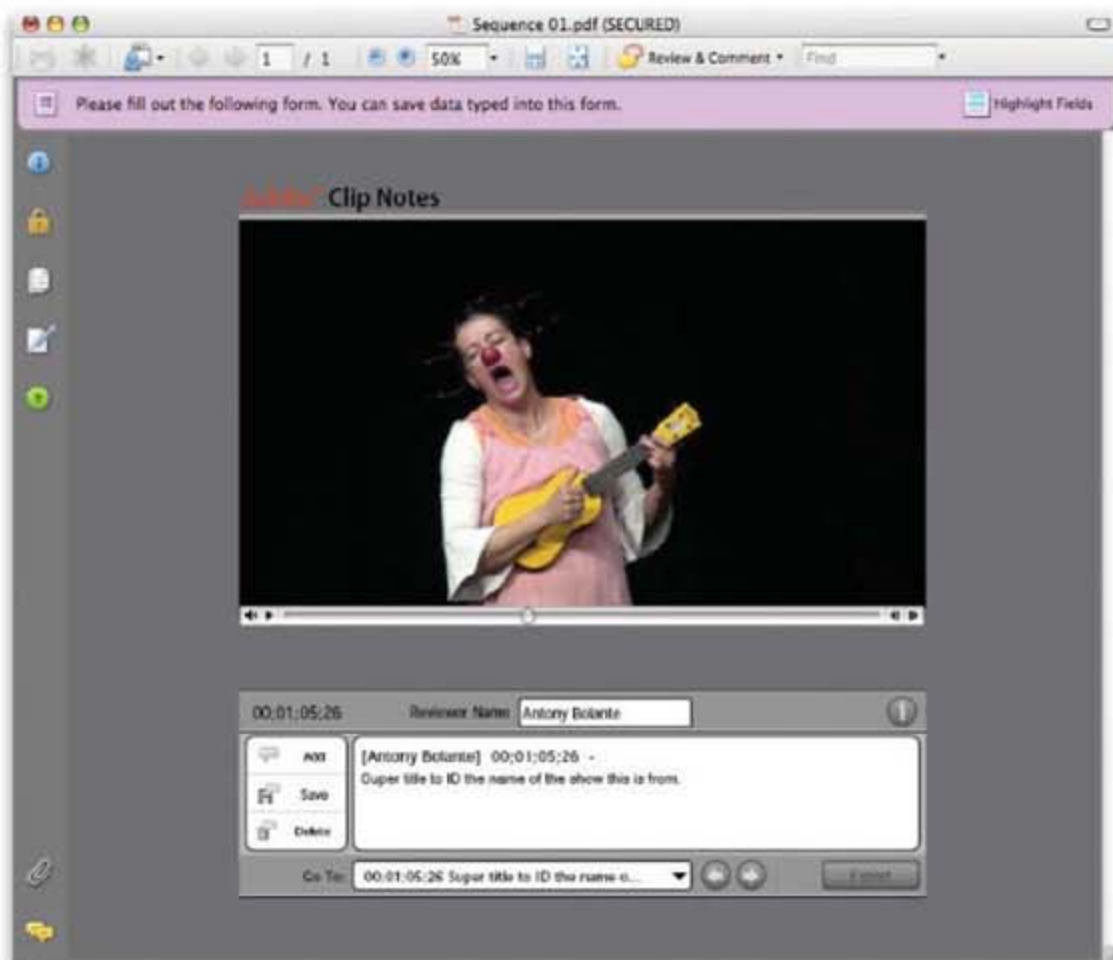 Sequence 01.pdf (SECURED)
1 / 1 50% Review & Comment Find
Please fill out the following form. You can save data typed into this form. Highlight Fields
Adobe® Clip Notes
00;01;05;26 Reviewer Name: Antony Bolante
Add [Antony Bolante] 00;01;05;26 -
Super title to ID the name of the show this is from.
Save
Delete
Go To: 00;01;05;26 Super title to ID the name o...
Export